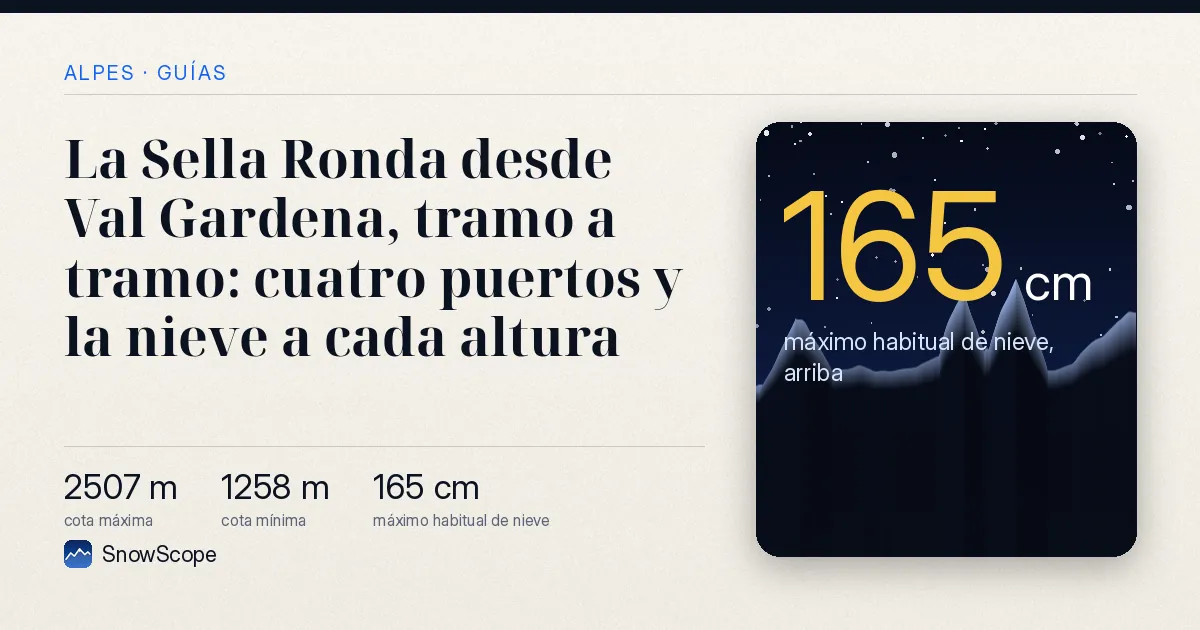 ALPES · GUÍAS
La Sella Ronda desde
Val Gardena, tramo a
tramo: cuatro puertos y
la nieve a cada altura
165 cm
máximo habitual de nieve,
arriba
2507 m 1258 m 165 cm
cota máxima cota mínima máximo habitual de nieve
SnowScope